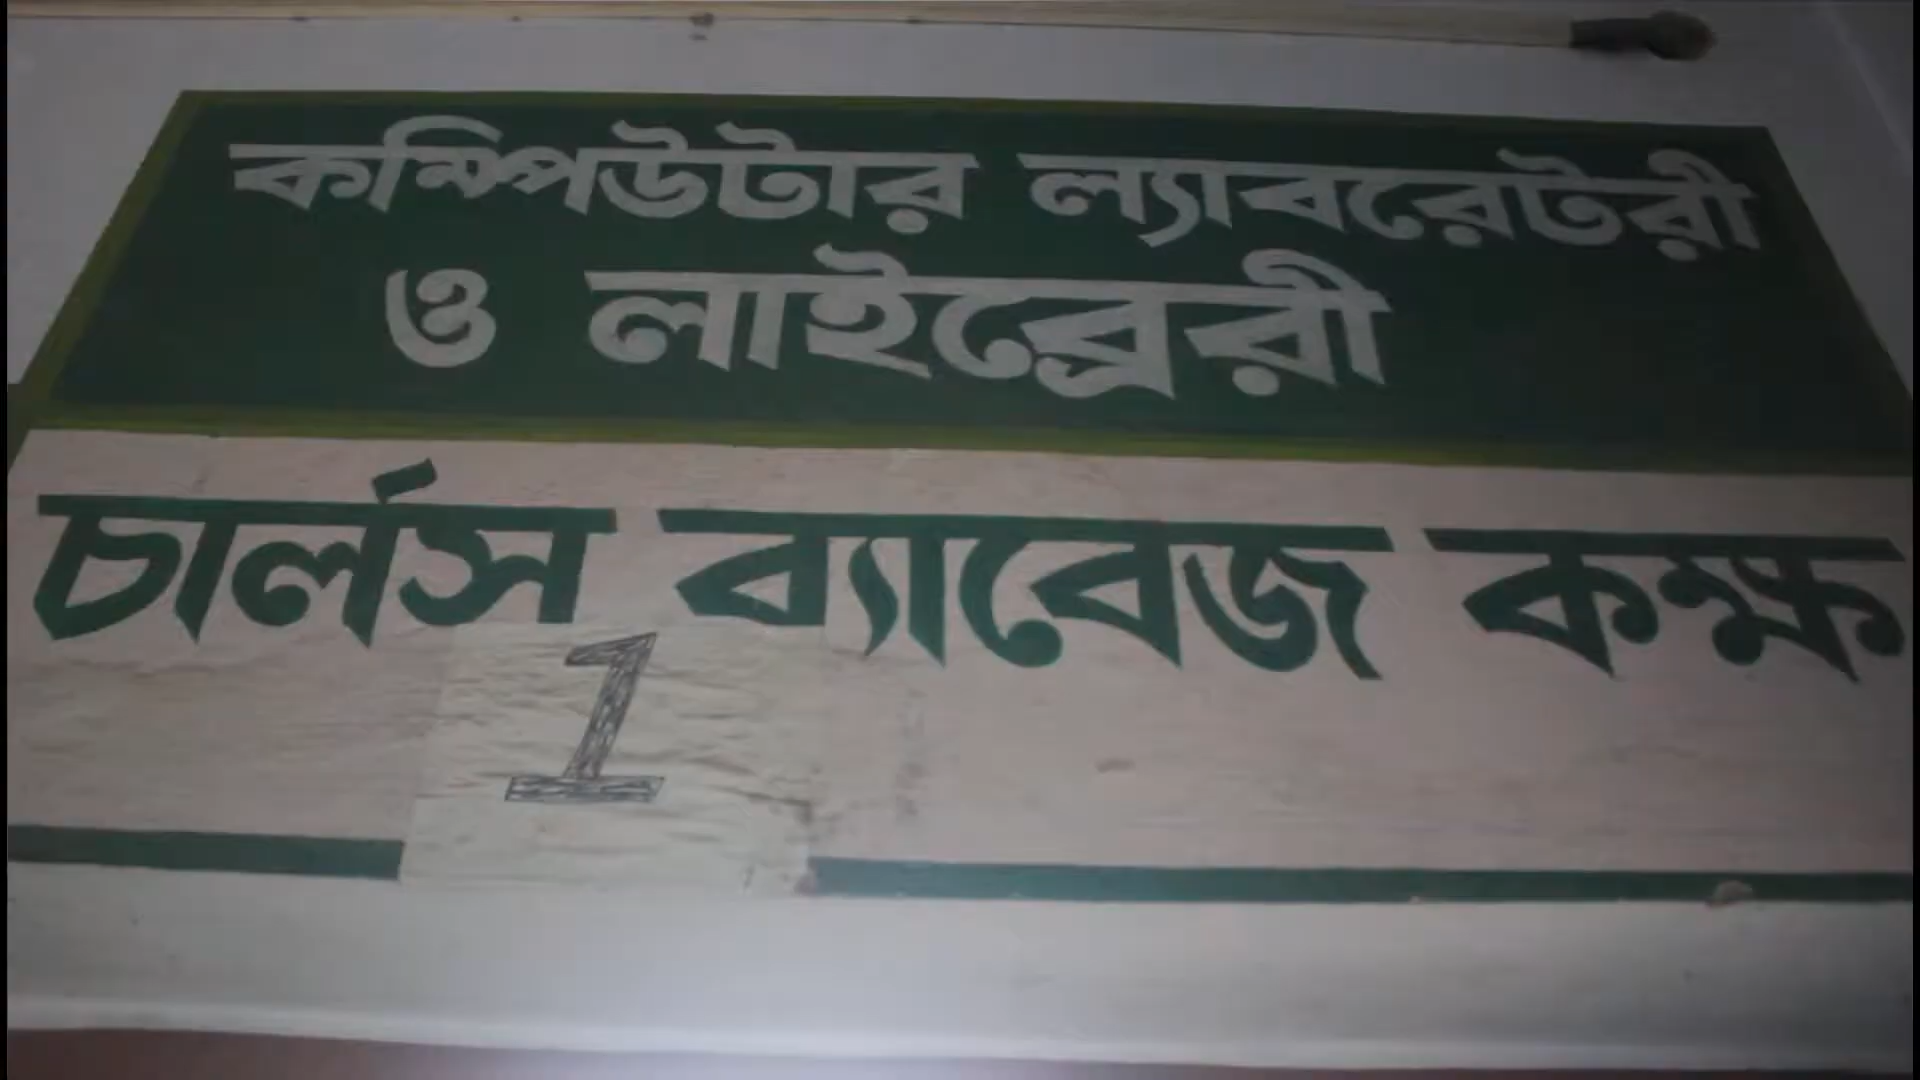 কম্পিউটার ল্যাবরেটরী
ও লাইব্রেরী
চার্লস ব্যাবেজ কক্ষ
1